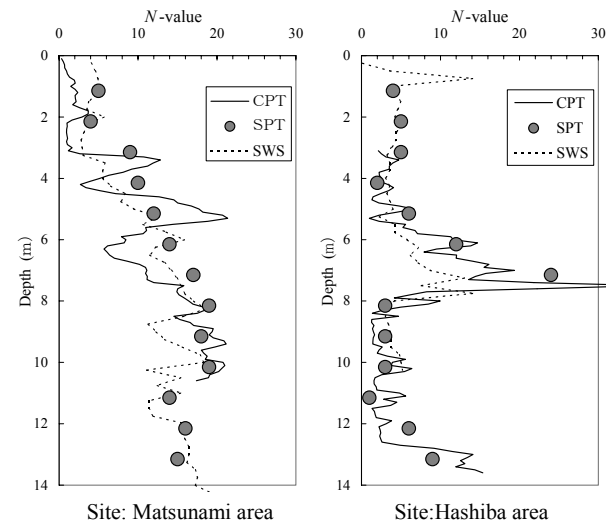 N-value
0 10 20 30
0
2
4
6
8
10
12
14
Depth (m)
CPT
SPT
SWS
Site: Matsunami area
N-value
0 10 20 30
0
2
4
6
8
10
12
14
Depth (m)
CPT
SPT
SWS
Site:Hashiba area